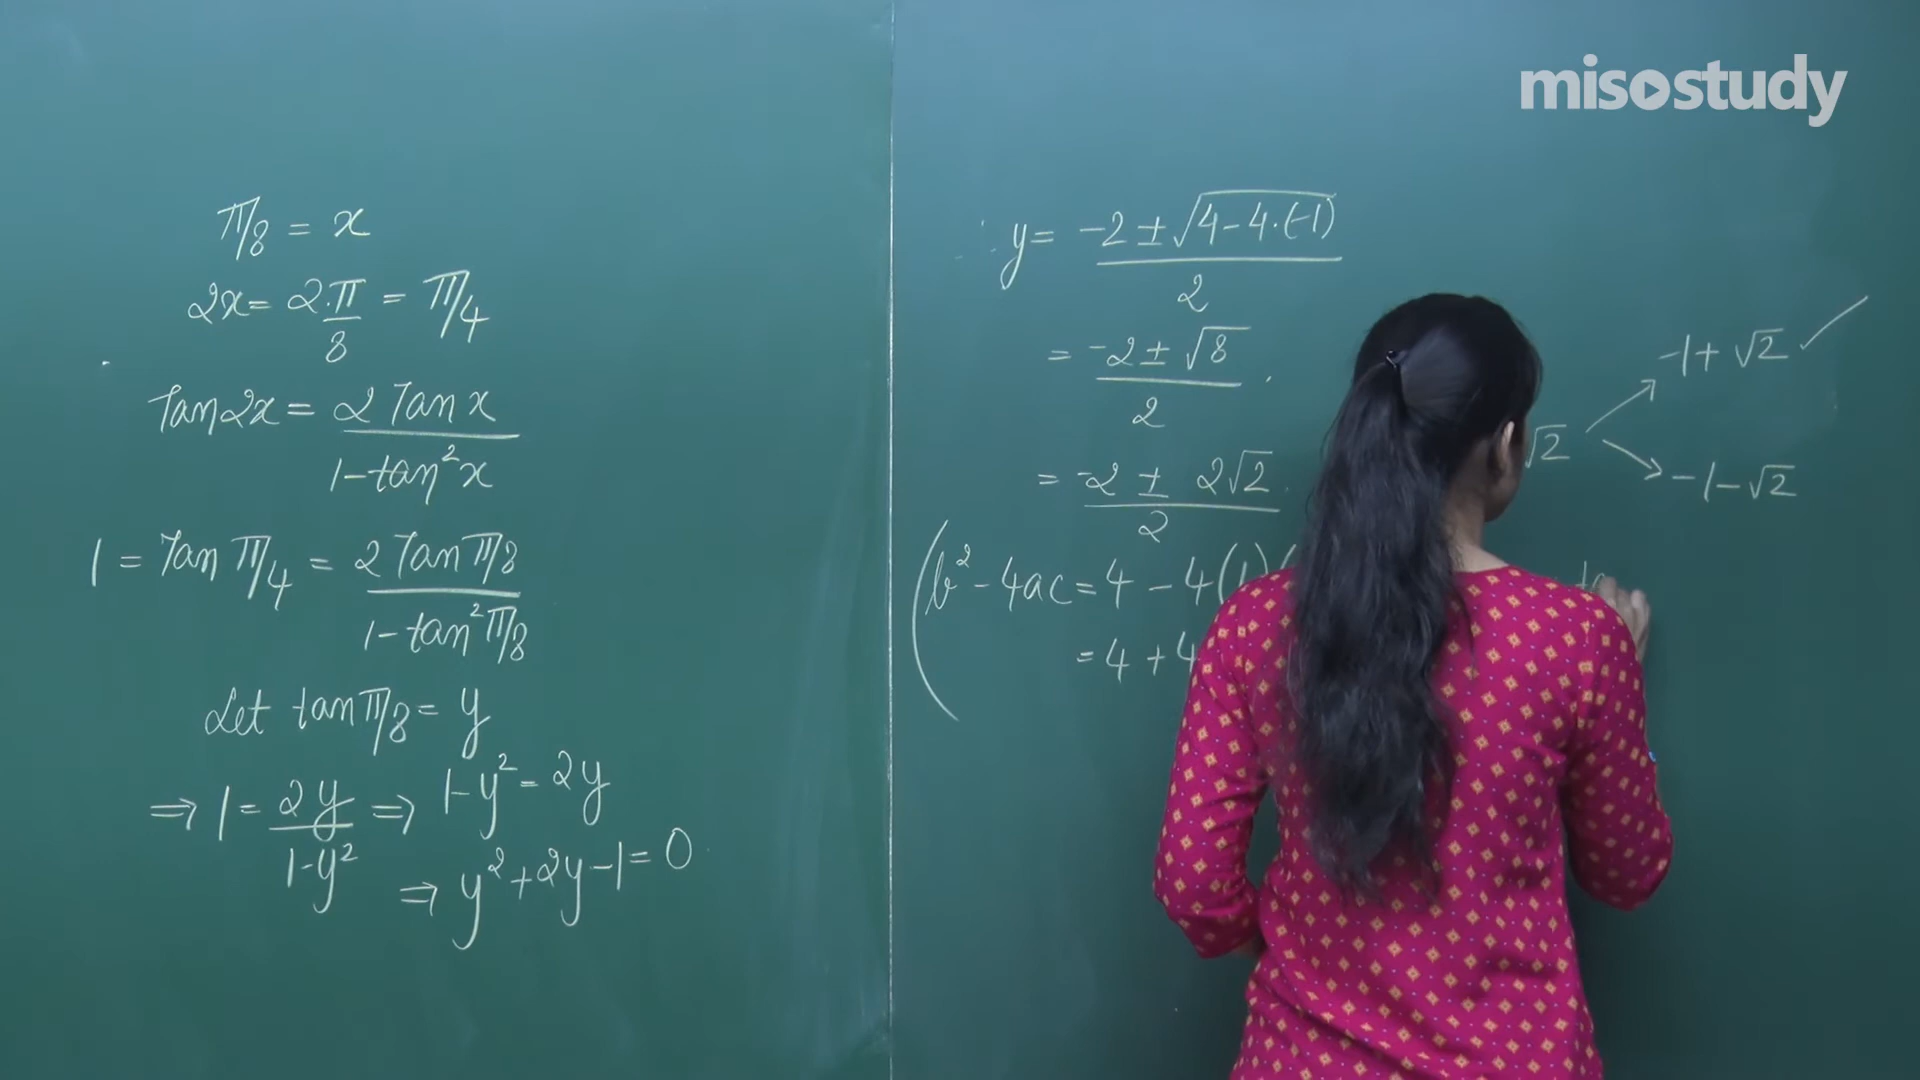 misostudy
π/8 = x
2x = 2·π/8 = π/4
Tan2x = 2 Tan x / 1-tan²x
1 = Tan π/4 = 2 Tan π/8 / 1-tan² π/8
Let tan π/8 = y
⇒ 1 = 2y / 1-y² ⇒ 1-y² = 2y
⇒ y² + 2y - 1 = 0
∴ y = -2 ± √4-4·(-1) / 2
= -2 ± √8 / 2
= -2 ± 2√2 / 2
√2
-1+√2 ✓
-1-√2
(b² - 4ac = 4 - 4(1)(
= 4 + 4